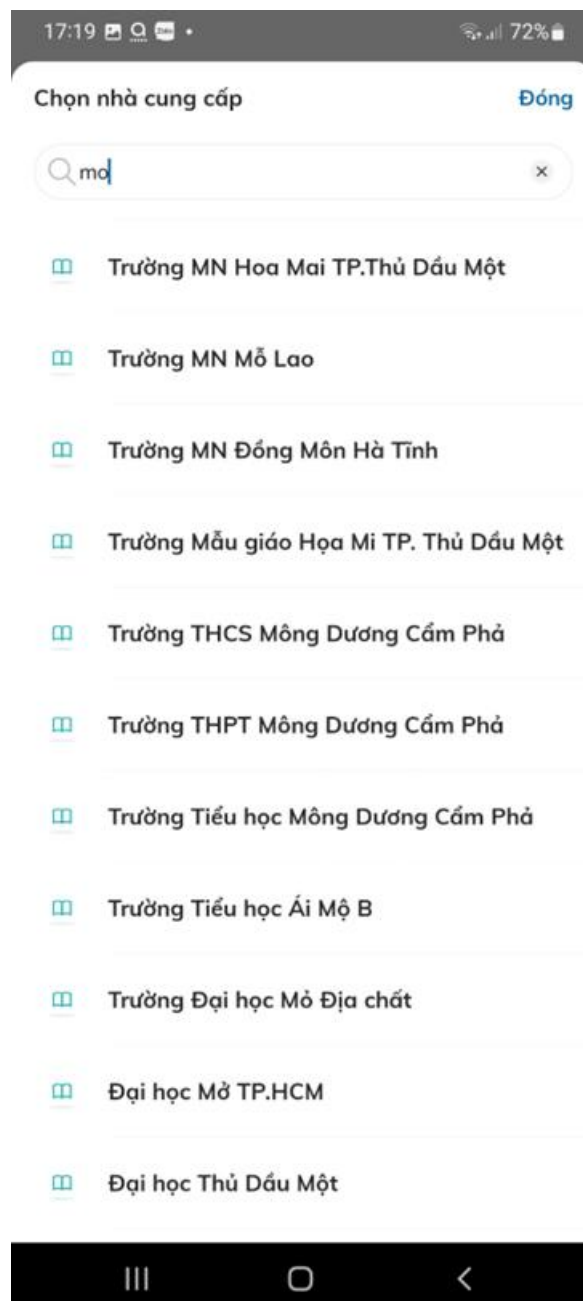 17:19
72%
Chọn nhà cung cấp
Đóng
mo
Trường MN Hoa Mai TP.Thủ Dầu Một
Trường MN Mỗ Lao
Trường MN Đồng Môn Hà Tĩnh
Trường Mẫu giáo Họa Mi TP. Thủ Dầu Một
Trường THCS Mông Dương Cẩm Phả
Trường THPT Mông Dương Cẩm Phả
Trường Tiểu học Mông Dương Cẩm Phả
Trường Tiểu học Ái Mộ B
Trường Đại học Mỏ Địa chất
Đại học Mở TP.HCM
Đại học Thủ Dầu Một